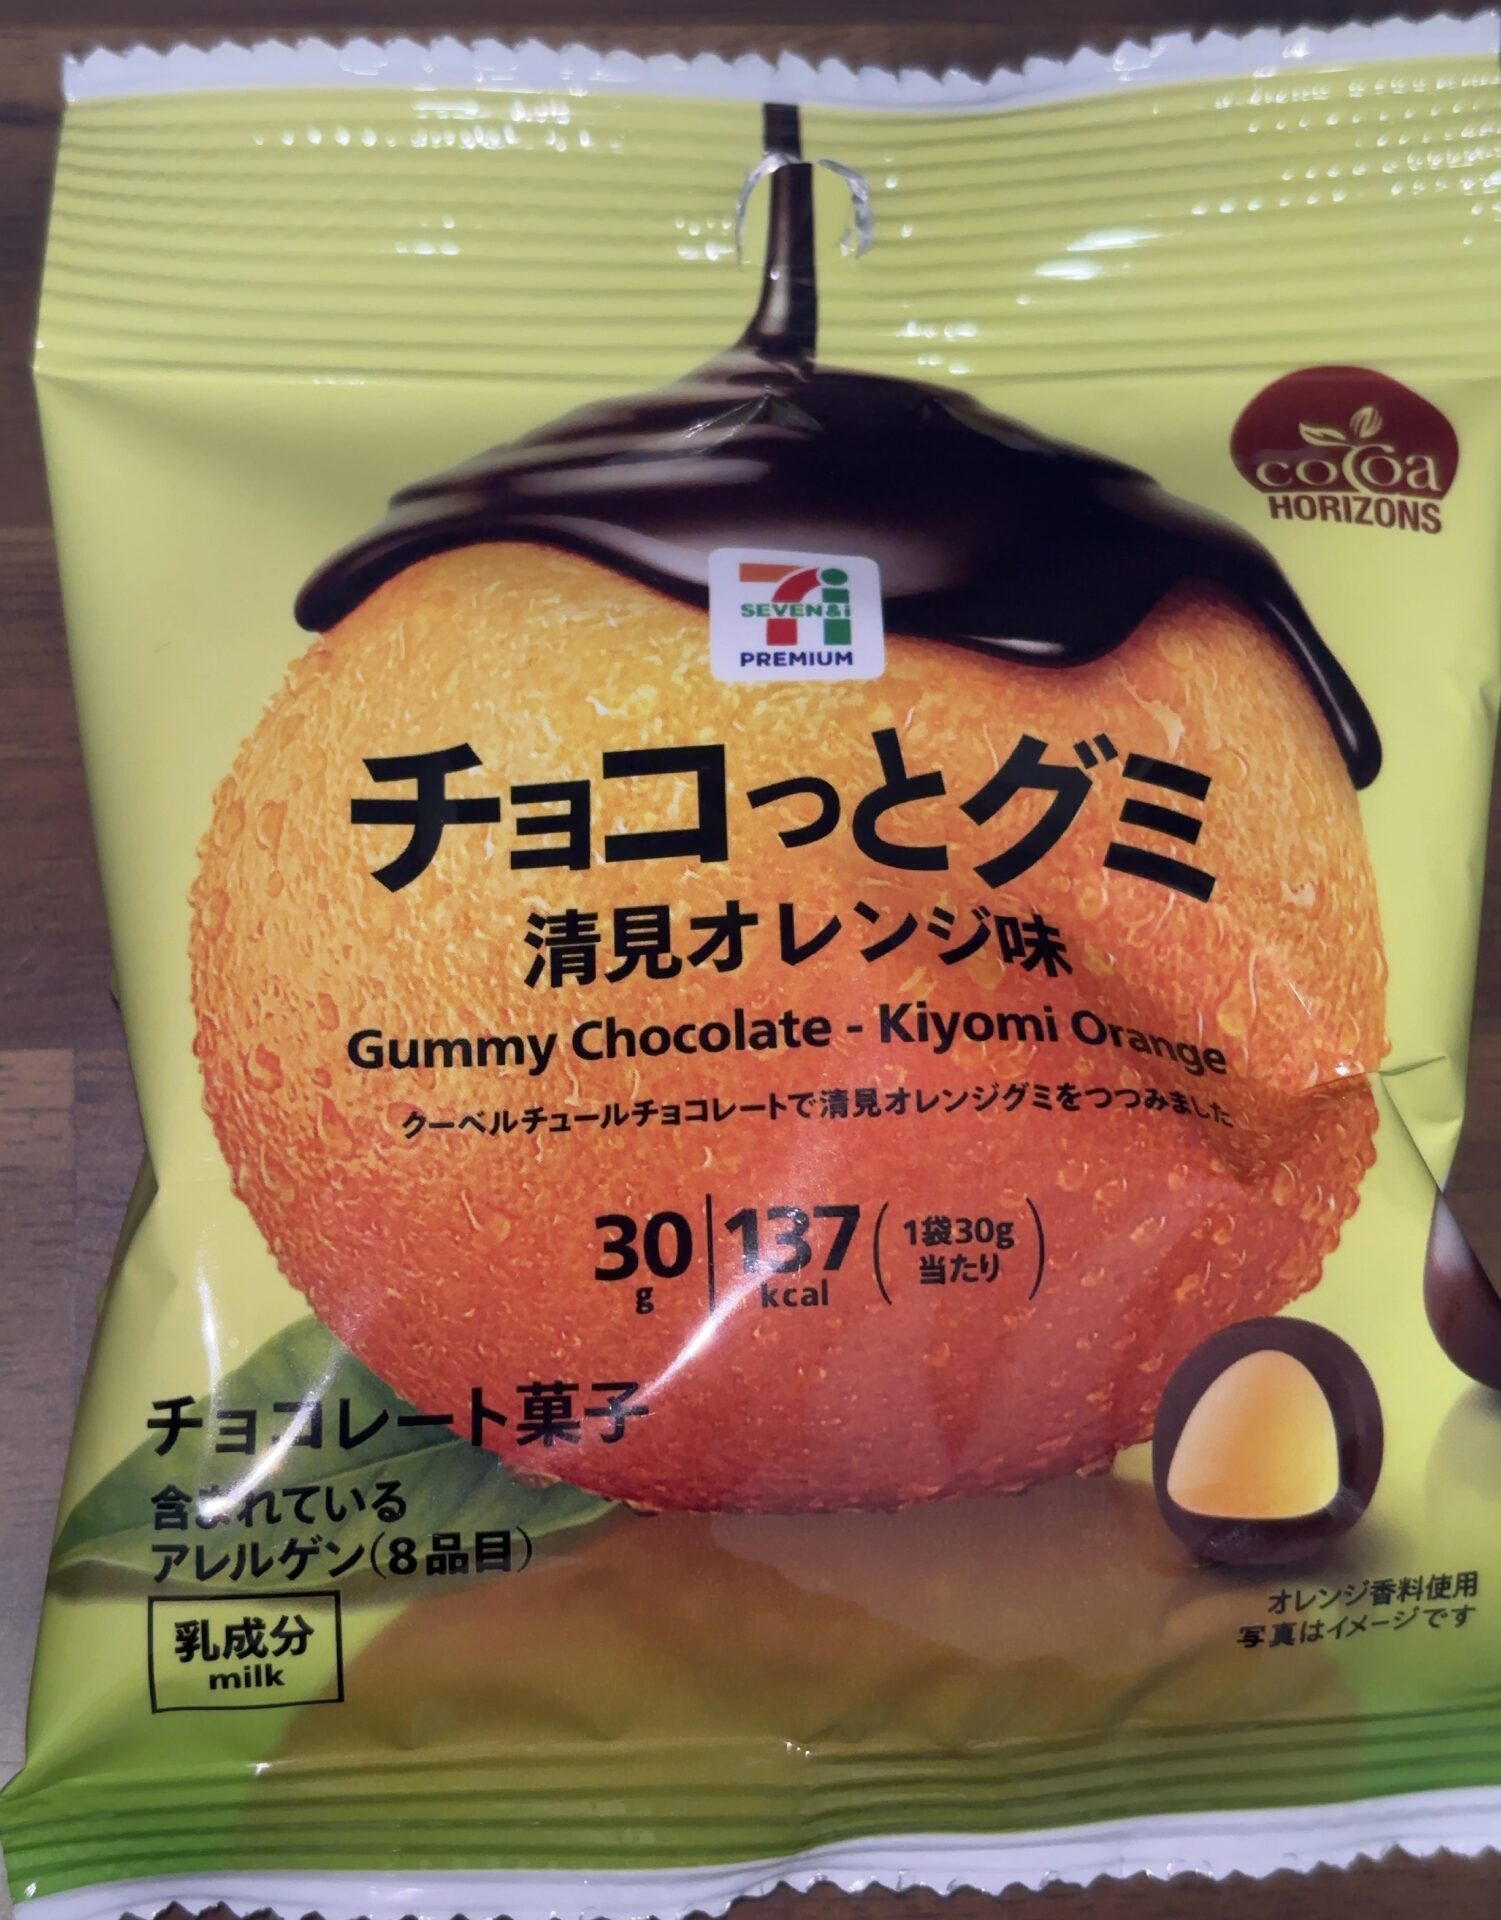 cocoa
HORIZONS
SEVEN&i
PREMIUM
チョコっとグミ
清見オレンジ味
Gummy Chocolate - Kiyomi Orange
クーベルチュールチョコレートで清見オレンジグミをつつみました
30g 137kcal (1袋30g当たり)
チョコレート菓子
含まれている
アレルゲン(8品目)
乳成分
milk
オレンジ香料使用
写真はイメージです